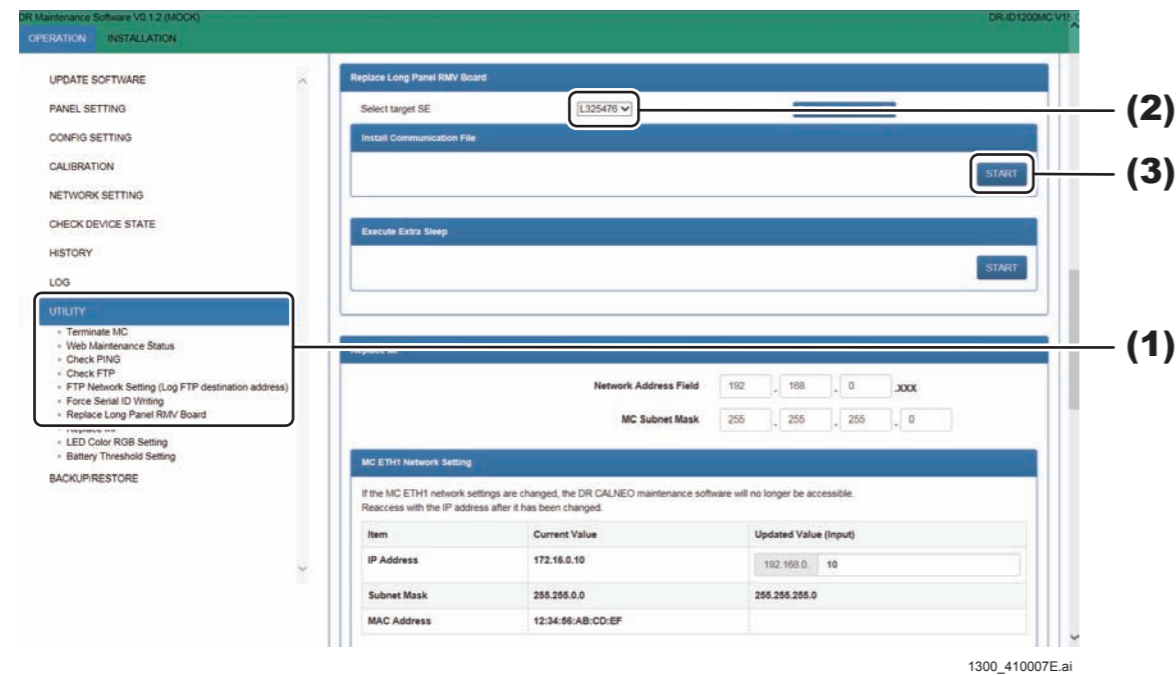 DR Maintenance Software V0.1.2 (MOCK)
DR-ID1200MC V15.0
OPERATION INSTALLATION
UPDATE SOFTWARE
PANEL SETTING
CONFIG SETTING
CALIBRATION
NETWORK SETTING
CHECK DEVICE STATE
HISTORY
LOG
UTILITY
Terminate MC
Web Maintenance Status
Check PING
Check FTP
FTP Network Setting (Log FTP destination address)
Force Serial ID Writing
Replace Long Panel RMV Board
LED Color RGB Setting
Battery Threshold Setting
BACKUP/RESTORE
Replace Long Panel RMV Board
Select target SE L325476
Install Communication File
START
Execute Extra Sleep
START
Network Address Field 192 . 168 . 0 .XXX
MC Subnet Mask 255 . 255 . 255 . 0
MC ETH1 Network Setting
If the MC ETH1 network settings are changed, the DR CALNEO maintenance software will no longer be accessible.
Reaccess with the IP address after it has been changed.
Item Current Value Updated Value (Input)
IP Address 172.16.0.10 192.168.0. 10
Subnet Mask 255.255.0.0 255.255.255.0
MAC Address 12:34:56:AB:CD:EF
(2)
(3)
(1)
1300_410007E.ai